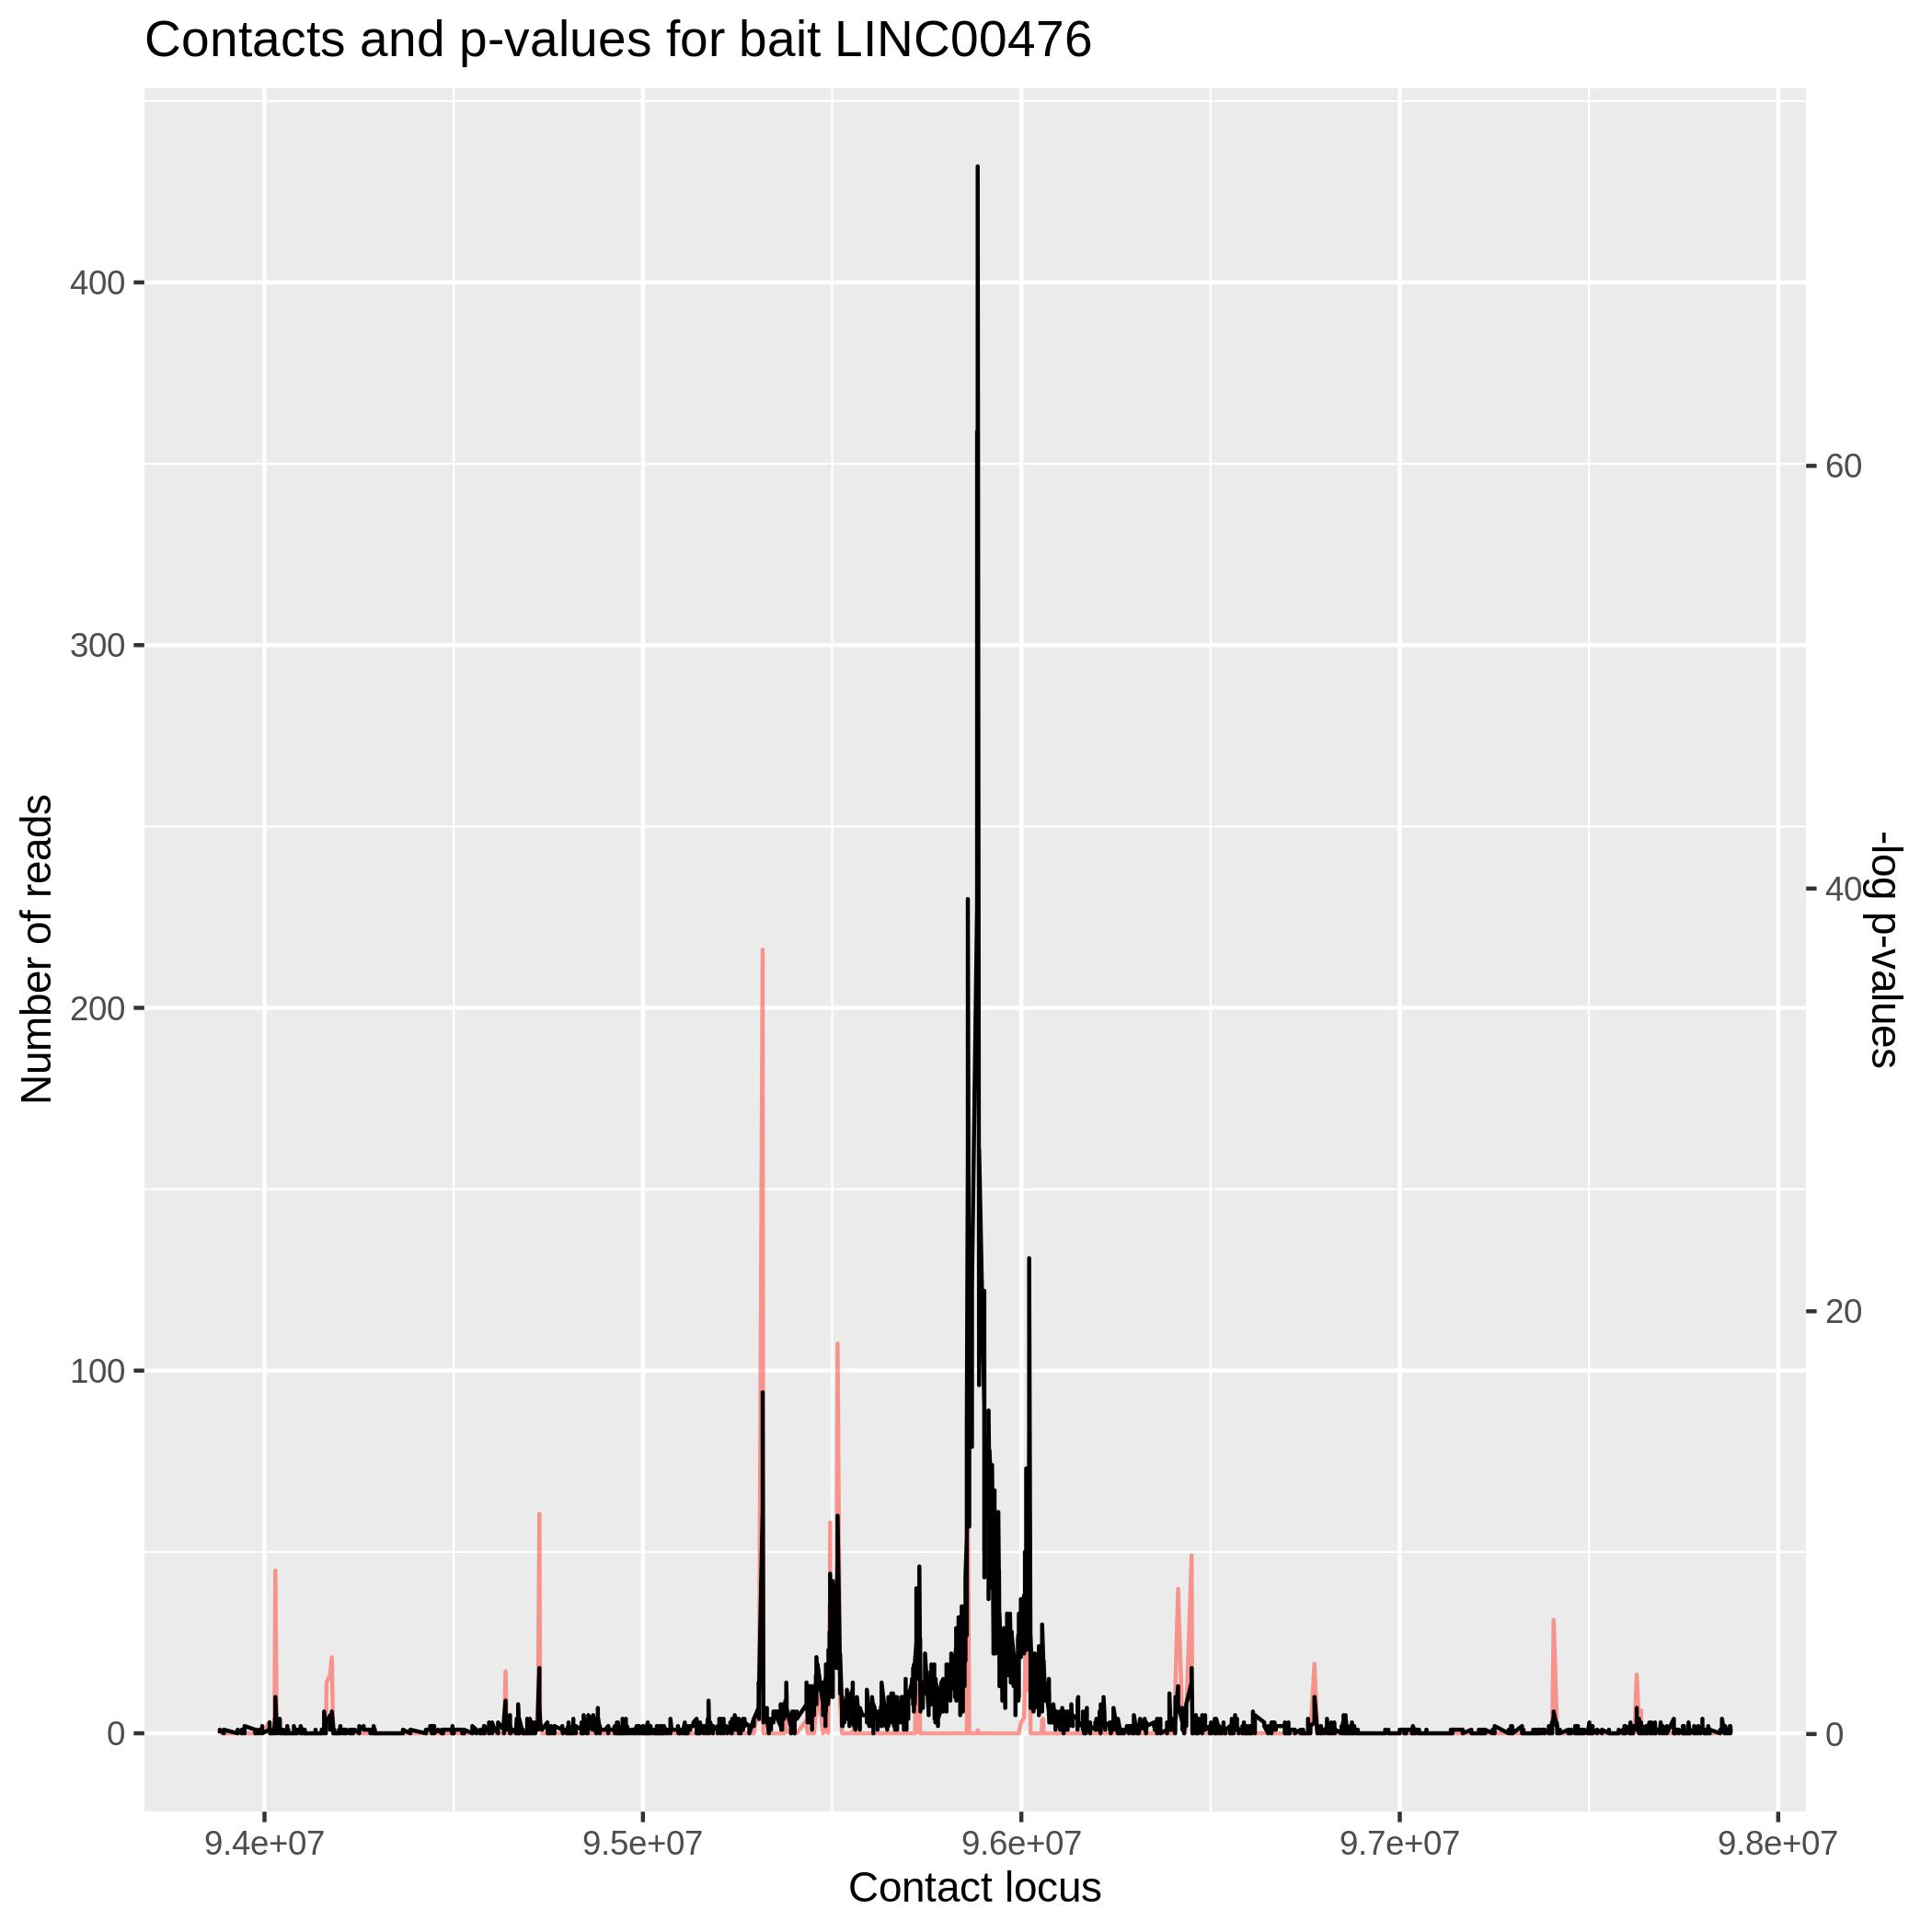 Contacts and p-values for bait LINC00476
400
300
200
100
0
Number of reads
60
40
20
0
-log p-values
9.4e+07 9.5e+07 9.6e+07 9.7e+07 9.8e+07
Contact locus